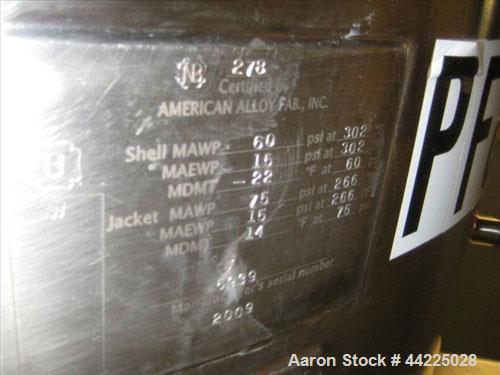 NB 278
Certified by
AMERICAN ALLOY FAB., INC.
Shell MAWP 60 psi at 302
MAEWP 15 psi at 302
MDMT -22 °F at 60
Jacket MAWP 75 psi at 266
MAEWP 15 psi at 266
MDMT 14 °F at 75 psi
Manufacturer's serial number
2009
PF
Aaron Stock # 44225028